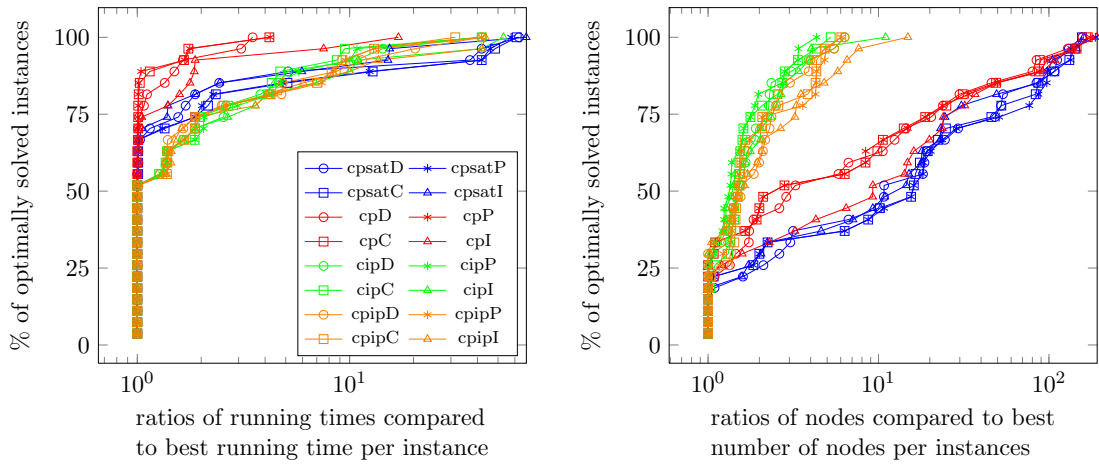 % of optimally solved instances
100
75
50
25
0
cpsatD cpsatP
cpsatC cpsatI
cpD cpP
cpC cpI
cipD cipP
cipC cipI
cpipD cpipP
cpipC cpipI
10^0 10^1
ratios of running times compared
to best running time per instance
% of optimally solved instances
100
75
50
25
0
10^0 10^1 10^2
ratios of nodes compared to best
number of nodes per instances